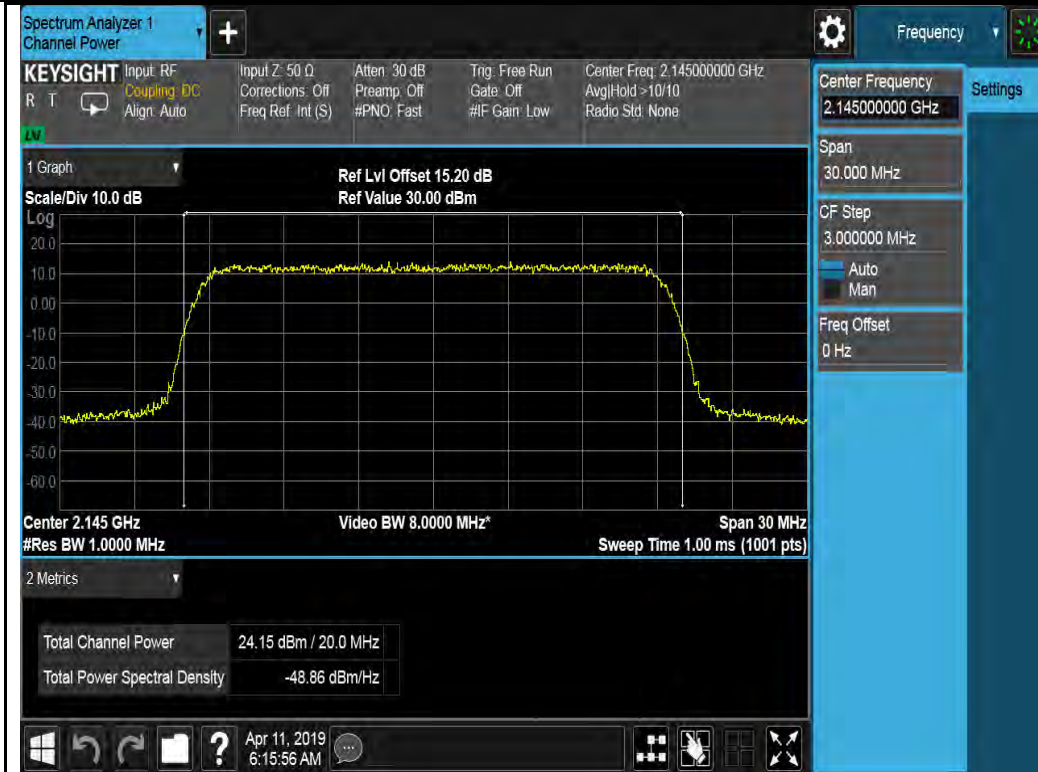 Spectrum Analyzer 1
Channel Power
+
Frequency
KEYSIGHT
R T
LV
Input: RF
Coupling: DC
Align: Auto
Input Z: 50 Ω
Corrections: Off
Freq Ref: Int (S)
Atten: 30 dB
Preamp: Off
#PNO: Fast
Trig: Free Run
Gate: Off
#IF Gain: Low
Center Freq: 2.145000000 GHz
Avg|Hold >10/10
Radio Std: None
Center Frequency
2.145000000 GHz
Settings
Span
30.000 MHz
CF Step
3.000000 MHz
Auto
Man
Freq Offset
0 Hz
1 Graph
Scale/Div 10.0 dB
Ref Lvl Offset 15.20 dB
Ref Value 30.00 dBm
Log
20.0
10.0
0.00
-10.0
-20.0
-30.0
-40.0
-50.0
-60.0
Center 2.145 GHz
#Res BW 1.0000 MHz
Video BW 8.0000 MHz*
Span 30 MHz
Sweep Time 1.00 ms (1001 pts)
2 Metrics
Total Channel Power 24.15 dBm / 20.0 MHz
Total Power Spectral Density -48.86 dBm/Hz
?
Apr 11, 2019
6:15:56 AM